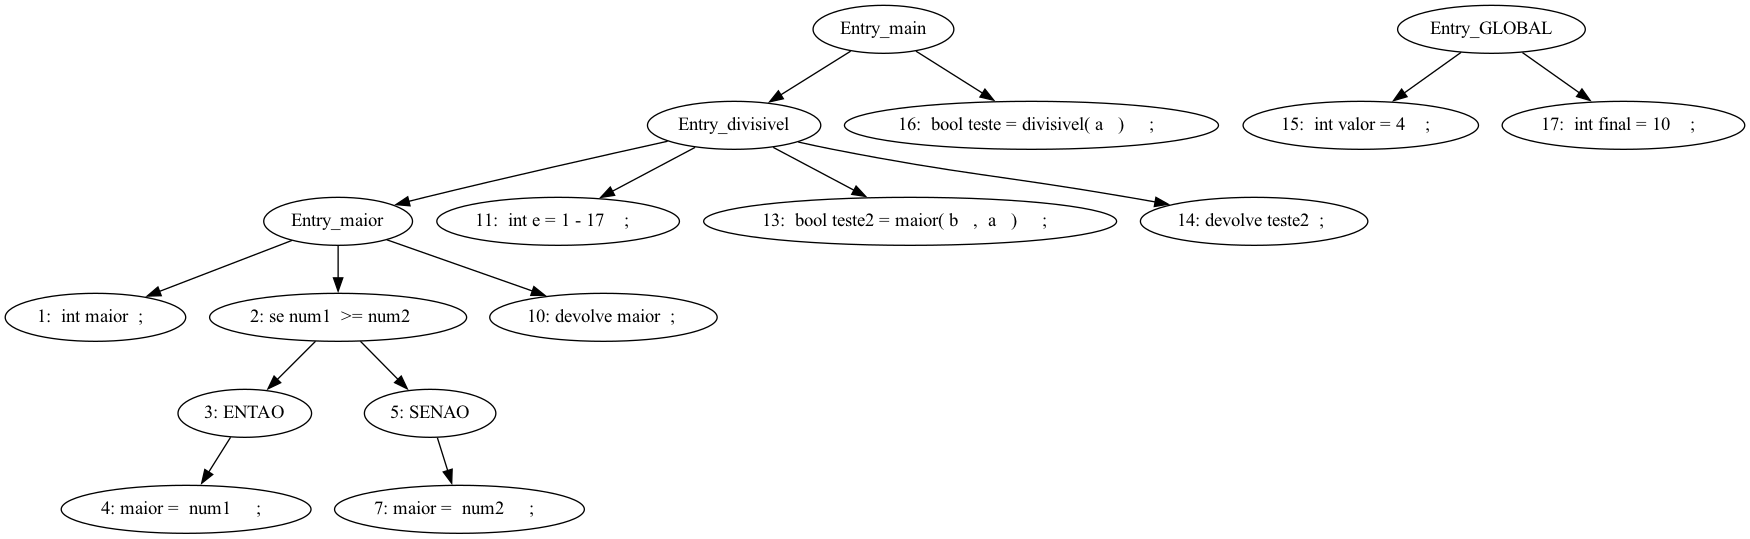 Entry_main
Entry_GLOBAL
Entry_divisivel
16:  bool teste = divisivel( a   )     ;
15:  int valor = 4    ;
17:  int final = 10    ;
Entry_maior
11:  int e = 1 - 17    ;
13:  bool teste2 = maior( b   ,  a   )     ;
14: devolve teste2  ;
1:  int maior  ;
2: se num1  >= num2
10: devolve maior  ;
3: ENTAO
5: SENAO
4: maior =  num1     ;
7: maior =  num2     ;